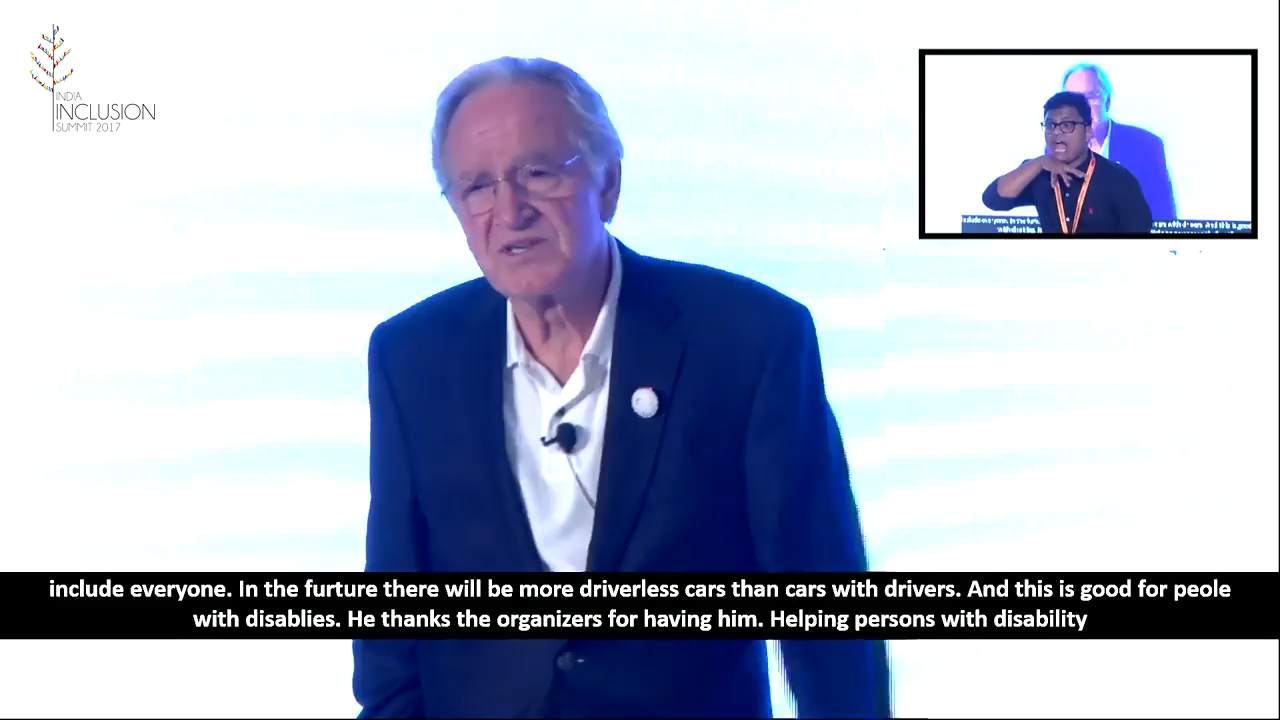 INDIA
INCLUSION
SUMMIT 2017
include everyone. In the furture there will be more driverless cars than cars with drivers. And this is good for peole
with disablies. He thanks the organizers for having him. Helping persons with disability